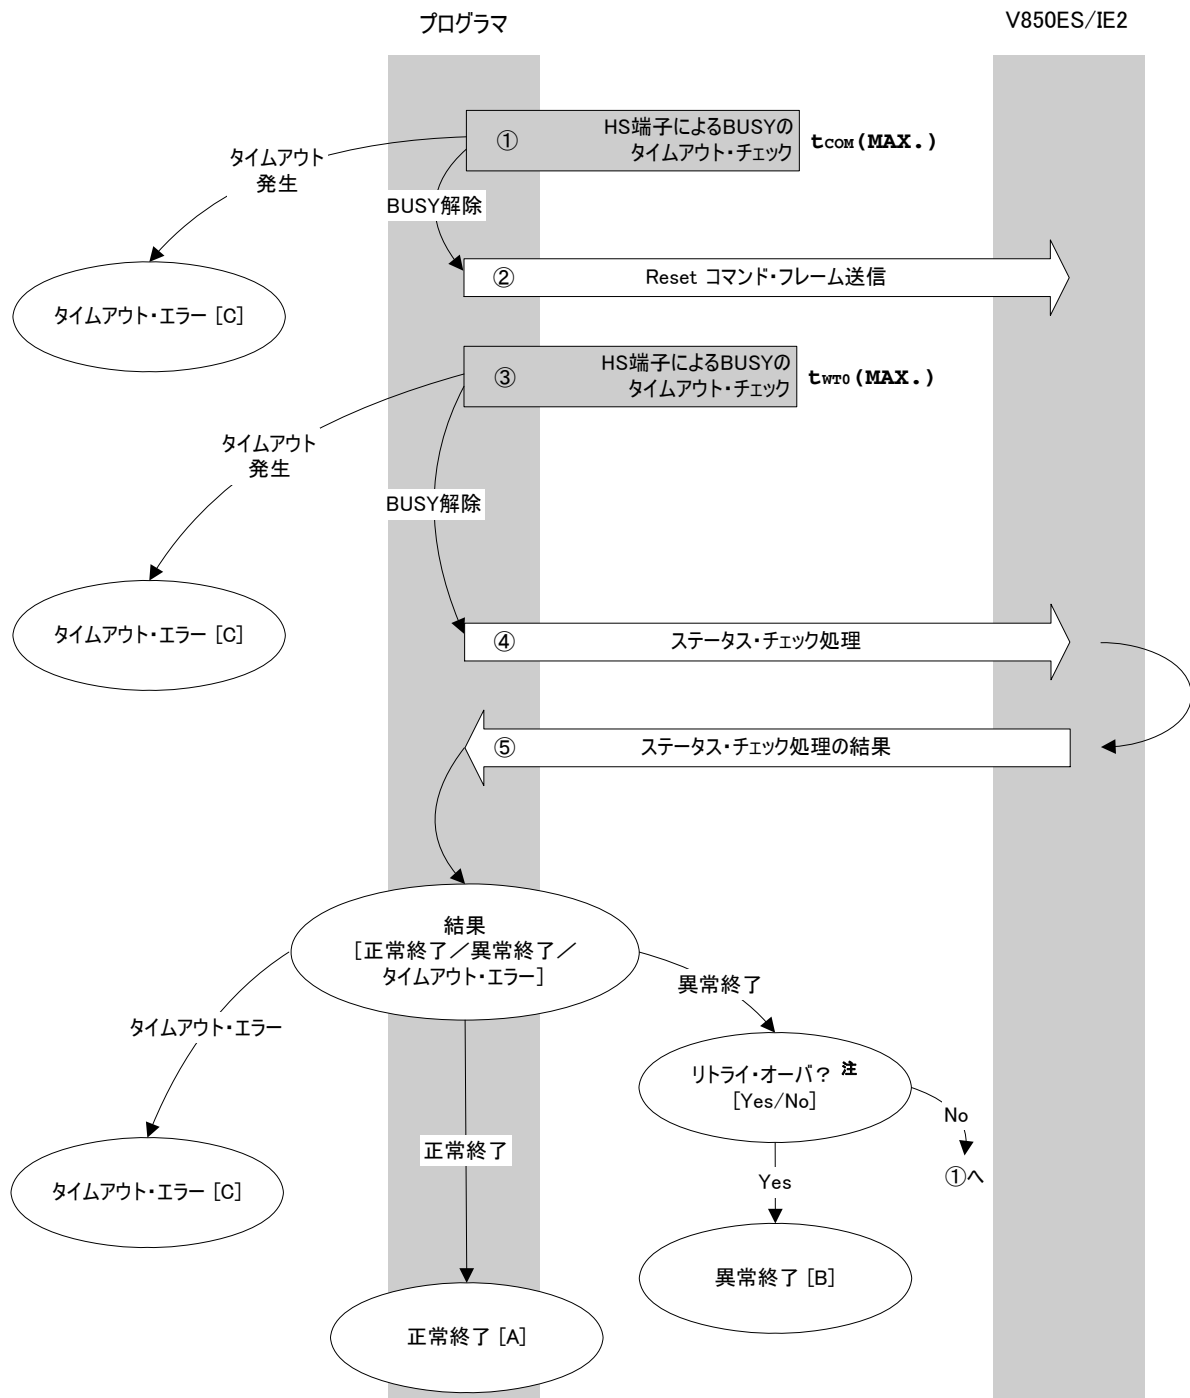 プログラマ
V850ES/IE2
①
HS端子によるBUSYの
タイムアウト・チェック
tCOM(MAX.)
タイムアウト
発生
BUSY解除
② Reset コマンド・フレーム送信
タイムアウト・エラー [C]
③
HS端子によるBUSYの
タイムアウト・チェック
tWT0(MAX.)
タイムアウト
発生
BUSY解除
タイムアウト・エラー [C]
④ ステータス・チェック処理
⑤ ステータス・チェック処理の結果
結果
[正常終了／異常終了／
タイムアウト・エラー]
異常終了
タイムアウト・エラー
リトライ・オーバ？ 注
[Yes/No]
No
①へ
正常終了
Yes
タイムアウト・エラー [C]
異常終了 [B]
正常終了 [A]